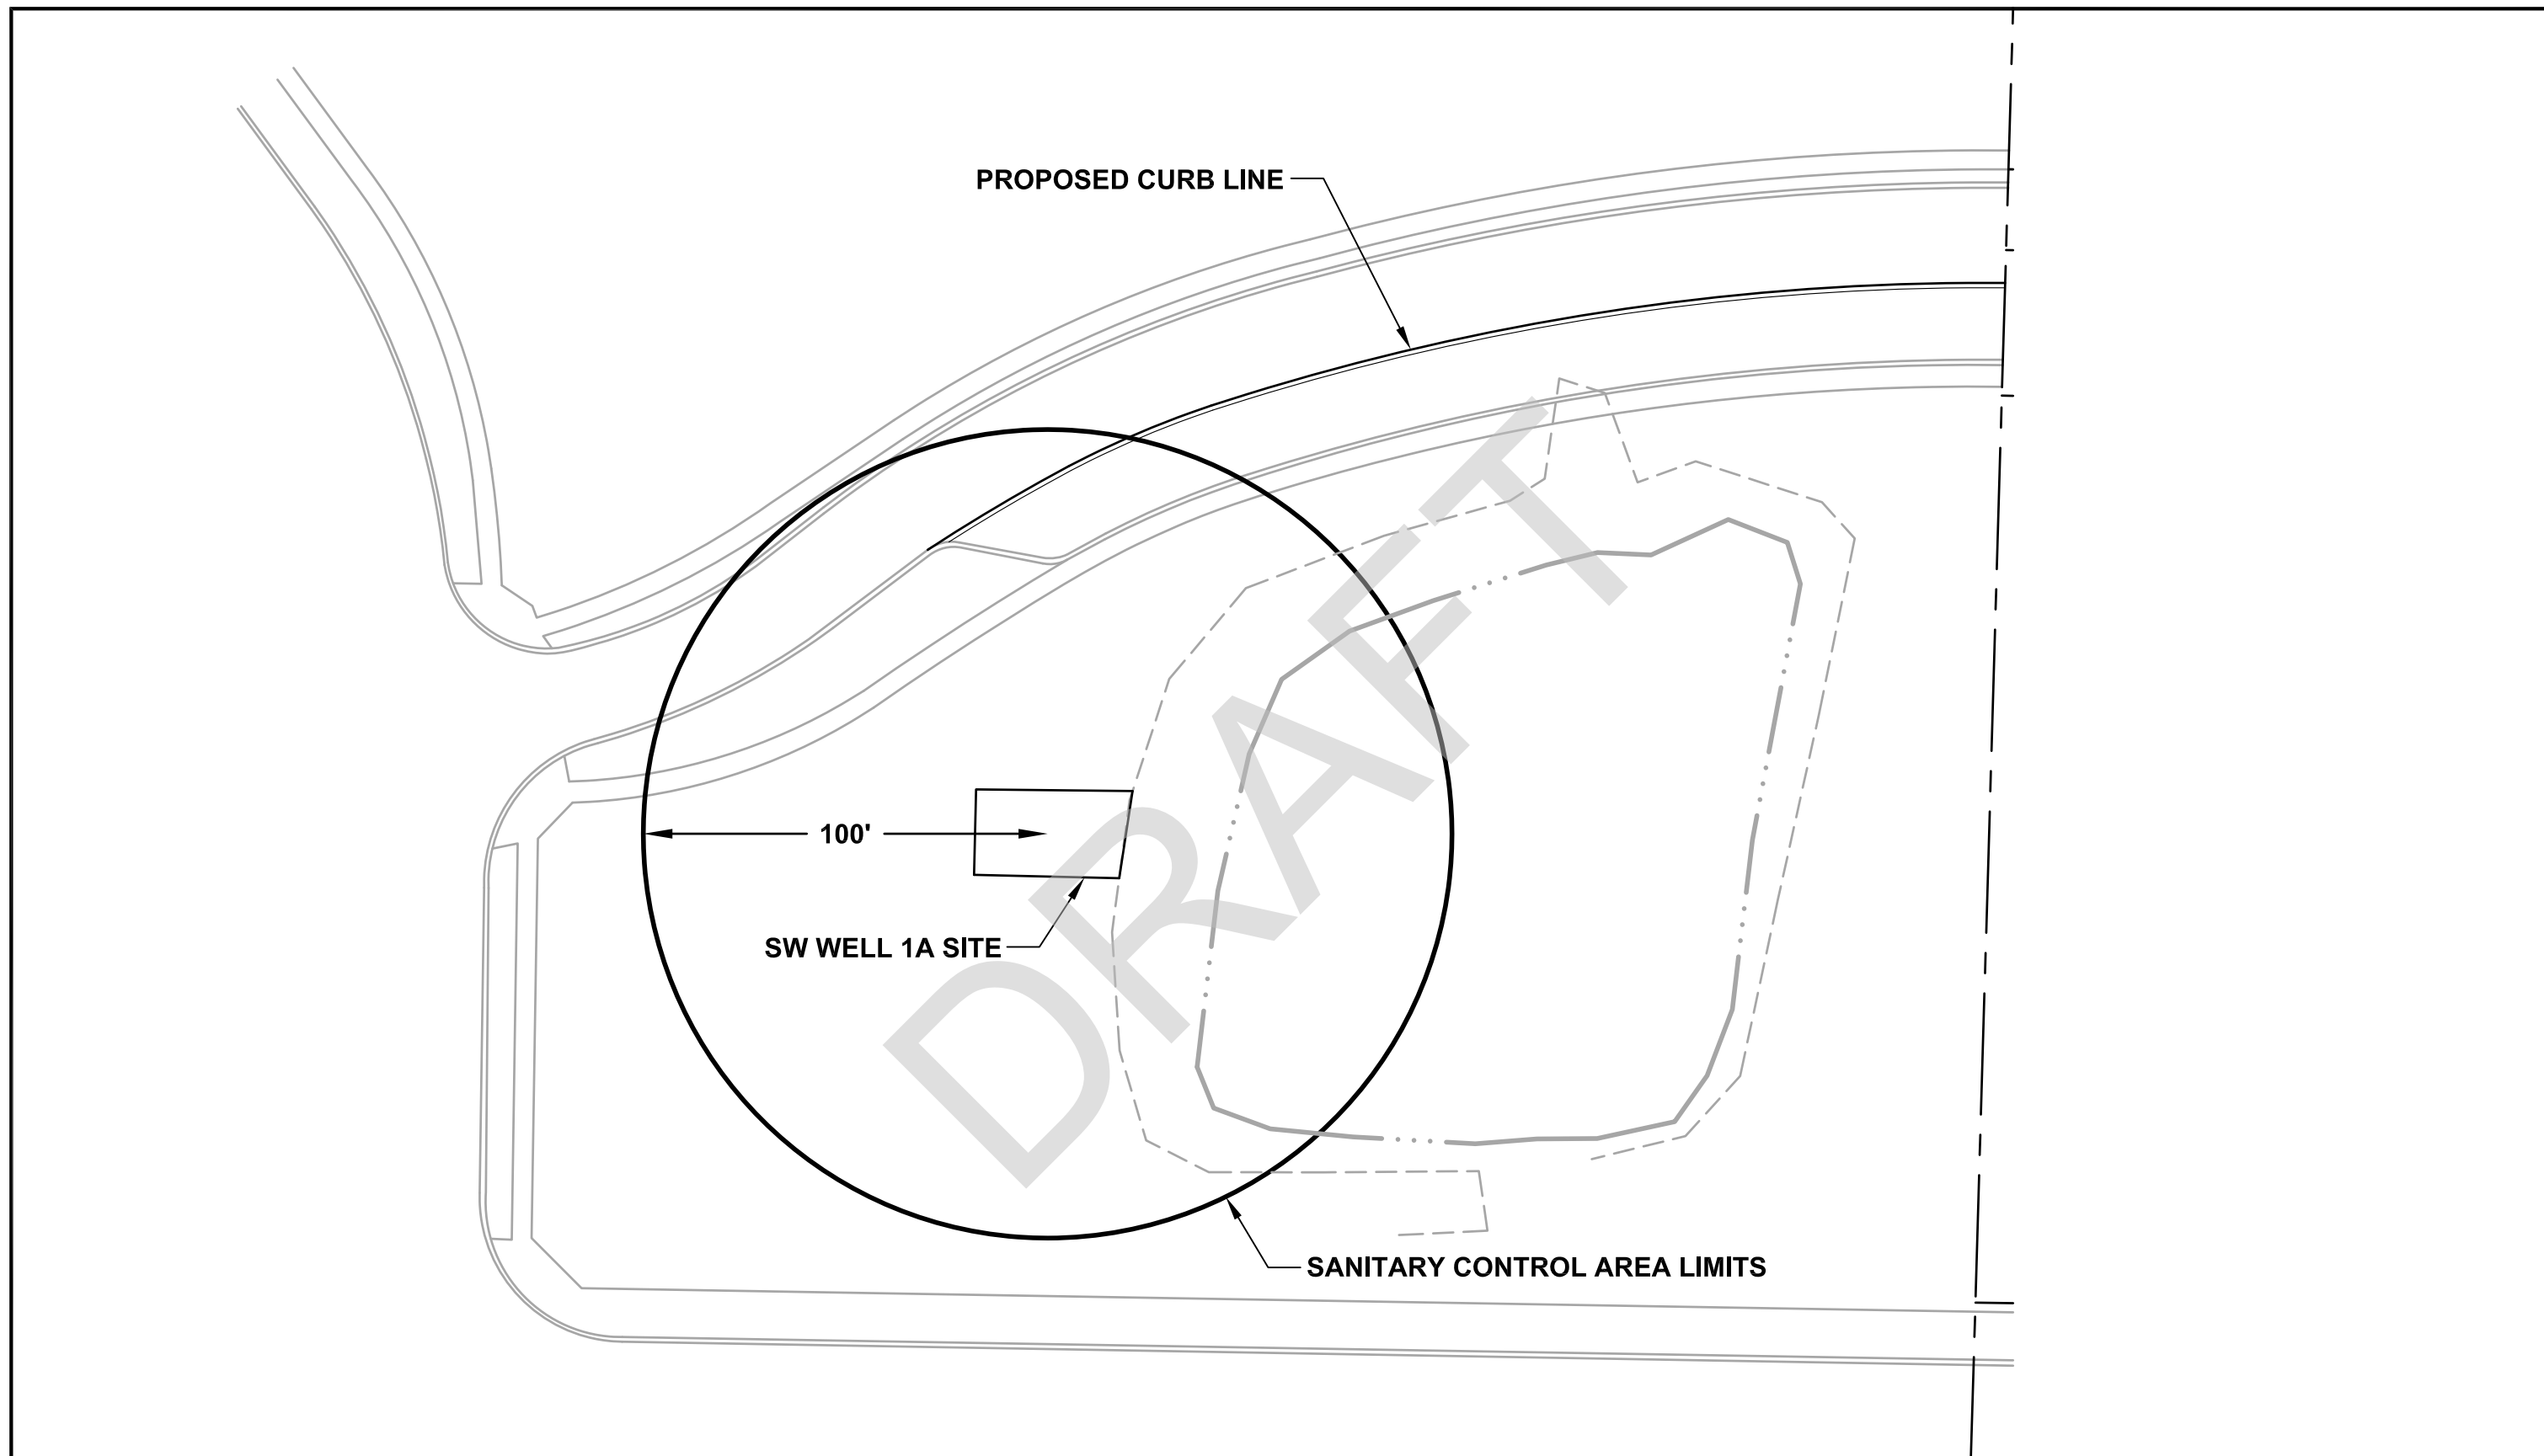 PROPOSED CURB LINE
100'
SW WELL 1A SITE
SANITARY CONTROL AREA LIMITS
DRAFT